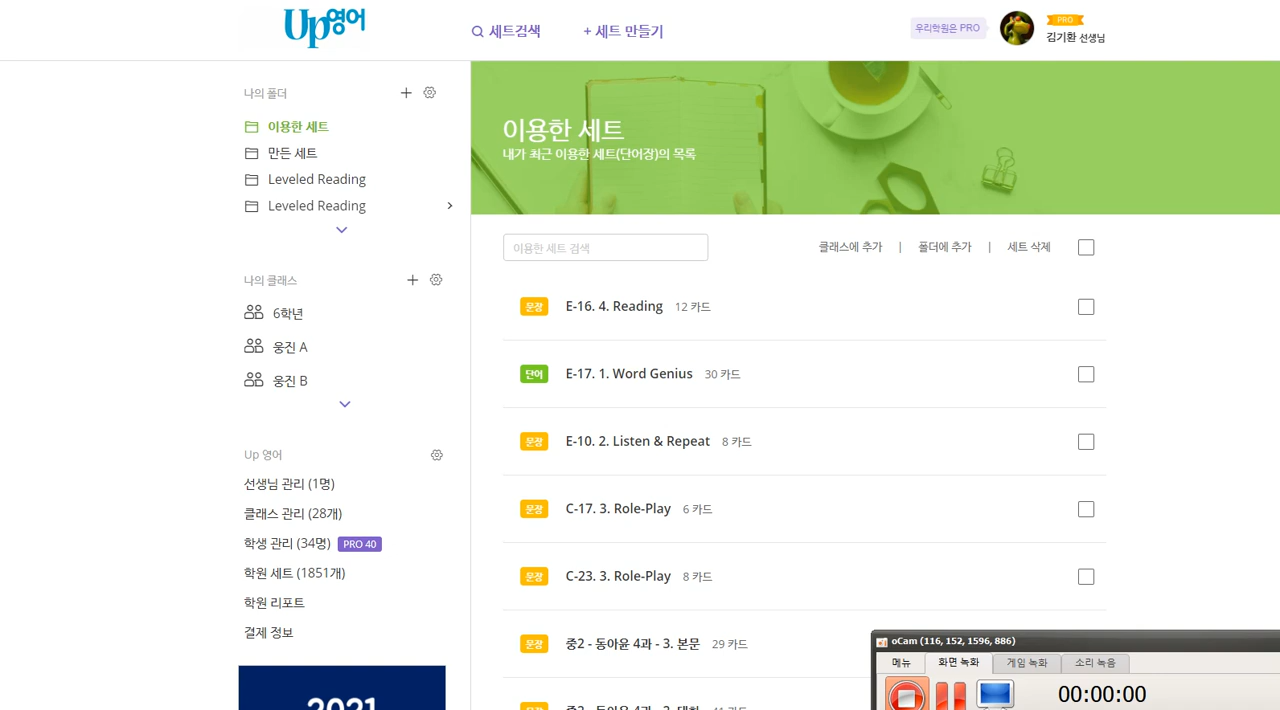 Up영어
세트검색
+ 세트 만들기
우리학원은 PRO
PRO
김기환 선생님
나의 폴더
이용한 세트
만든 세트
Leveled Reading
Leveled Reading
나의 클래스
6학년
웅진 A
웅진 B
Up 영어
선생님 관리 (1명)
클래스 관리 (28개)
학생 관리 (34명) PRO 40
학원 세트 (1851개)
학원 리포트
결제 정보
2021
이용한 세트
내가 최근 이용한 세트(단어장)의 목록
이용한 세트 검색
클래스에 추가 | 폴더에 추가 | 세트 삭제
문장 E-16. 4. Reading 12 카드
단어 E-17. 1. Word Genius 30 카드
문장 E-10. 2. Listen & Repeat 8 카드
문장 C-17. 3. Role-Play 6 카드
문장 C-23. 3. Role-Play 8 카드
문장 중2 - 동아윤 4과 - 3. 본문 29 카드
oCam (116, 152, 1596, 886)
메뉴 화면 녹화 게임 녹화 소리 녹음
00:00:00